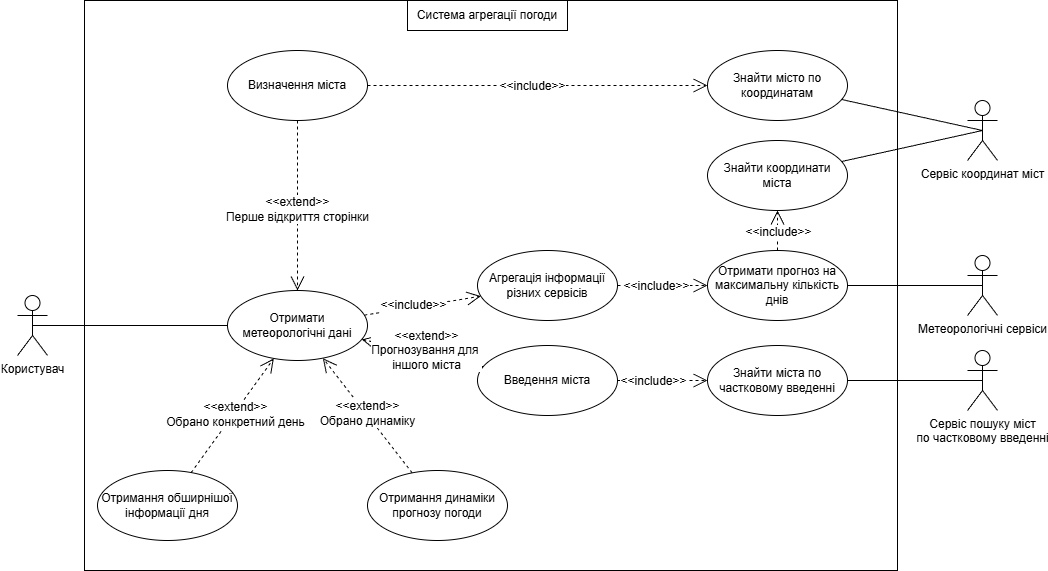 Система агрегації погоди
Визначення міста
<<include>>
Знайти місто по
координатам
Знайти координати
міста
Сервіс координат міст
<<extend>>
Перше відкриття сторінки
<<include>>
Агрегація інформації
різних сервісів
<<include>>
Отримати прогноз на
максимальну кількість
днів
Метеорологічні сервіси
Користувач
Отримати
метеорологічні дані
<<include>>
<<extend>>
Прогнозування для
іншого міста
Введення міста
<<include>>
Знайти міста по
частковому введенні
Сервіс пошуку міст
по частковому введенні
<<extend>>
Обрано конкретний день
<<extend>>
Обрано динаміку
Отримання обширнішої
інформації дня
Отримання динаміки
прогнозу погоди